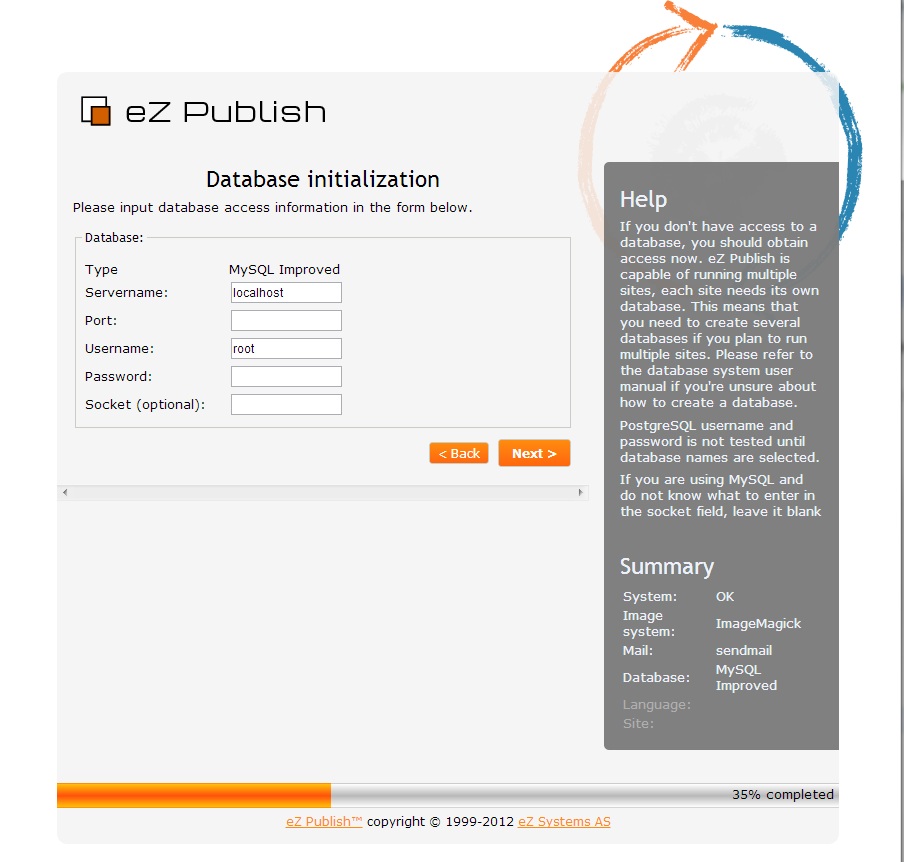 eZ Publish
Database initialization
Please input database access information in the form below.
Database:
Type MySQL Improved
Servername: localhost
Port:
Username: root
Password:
Socket (optional):
< Back Next >
Help
If you don't have access to a
database, you should obtain
access now. eZ Publish is
capable of running multiple
sites, each site needs its own
database. This means that
you need to create several
databases if you plan to run
multiple sites. Please refer to
the database system user
manual if you're unsure about
how to create a database.
PostgreSQL username and
password is not tested until
database names are selected.
If you are using MySQL and
do not know what to enter in
the socket field, leave it blank
Summary
System: OK
Image
system: ImageMagick
Mail: sendmail
Database: MySQL
Improved
Language:
Site:
35% completed
eZ Publish™ copyright © 1999-2012 eZ Systems AS